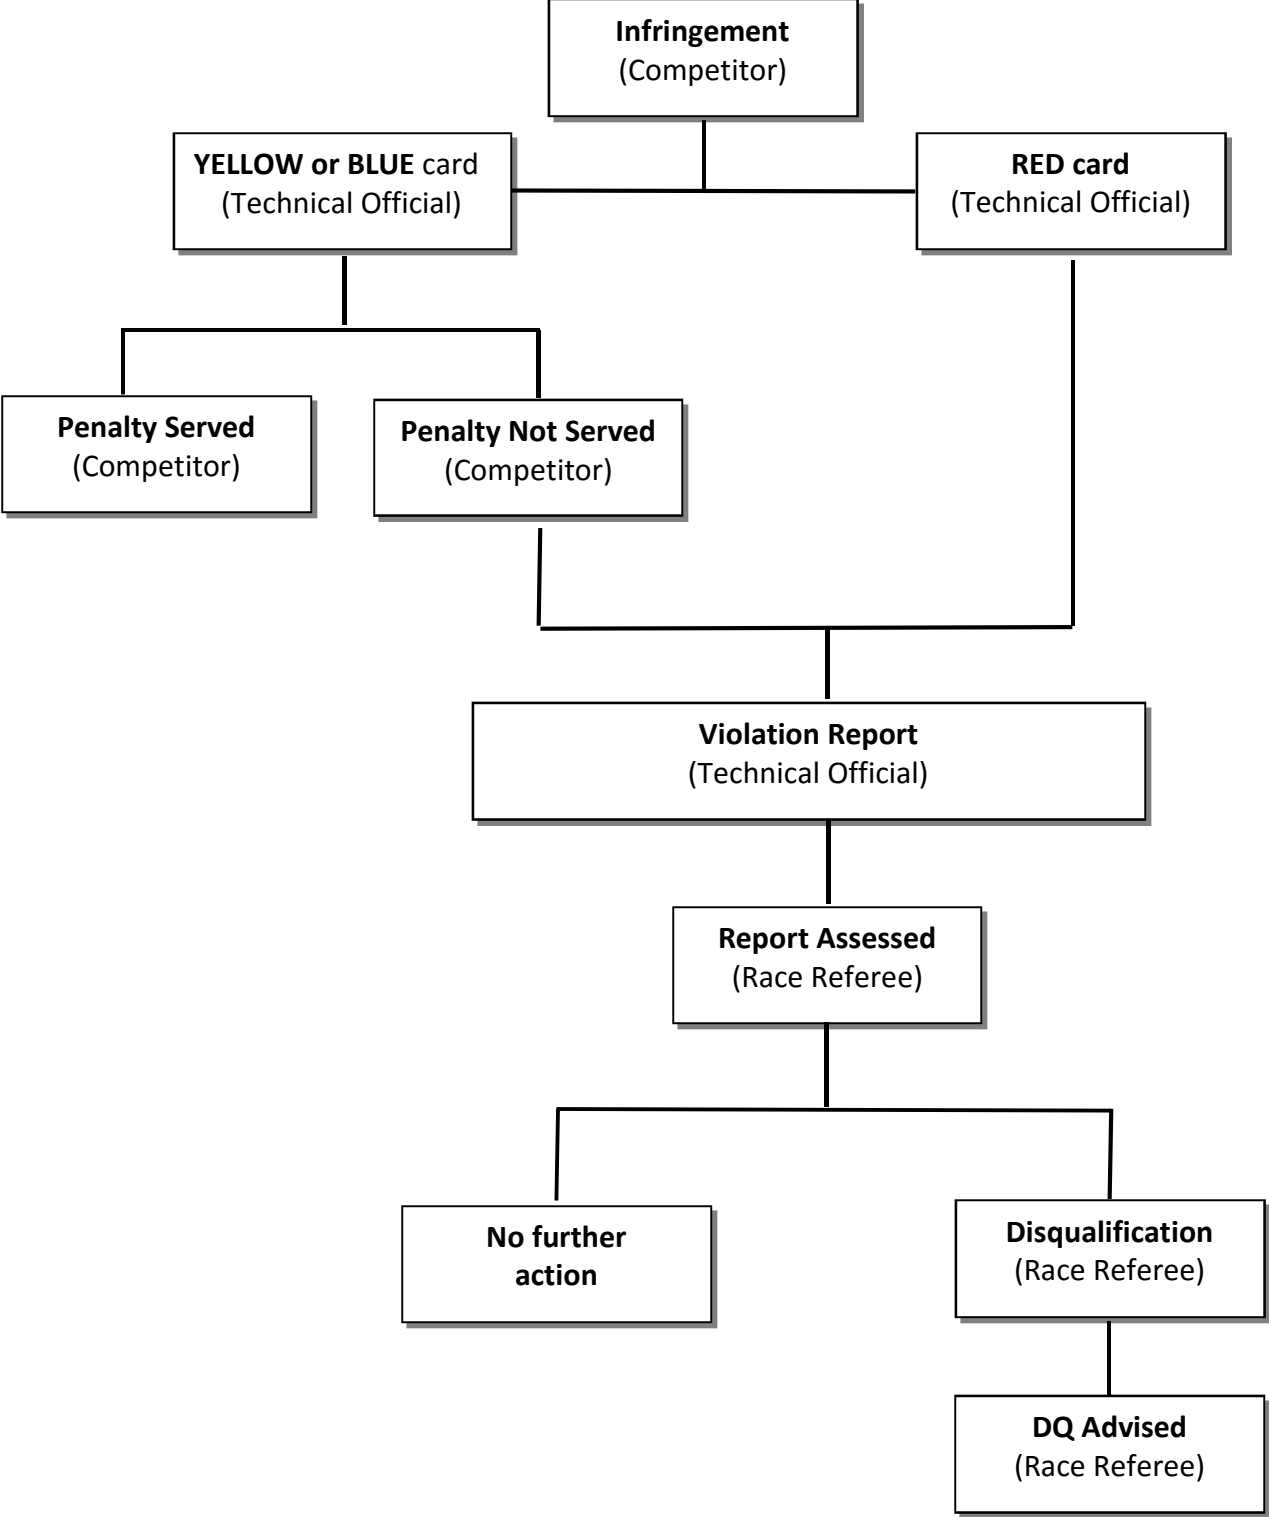 Infringement
(Competitor)
YELLOW or BLUE card
(Technical Official)
RED card
(Technical Official)
Penalty Served
(Competitor)
Penalty Not Served
(Competitor)
Violation Report
(Technical Official)
Report Assessed
(Race Referee)
No further
action
Disqualification
(Race Referee)
DQ Advised
(Race Referee)